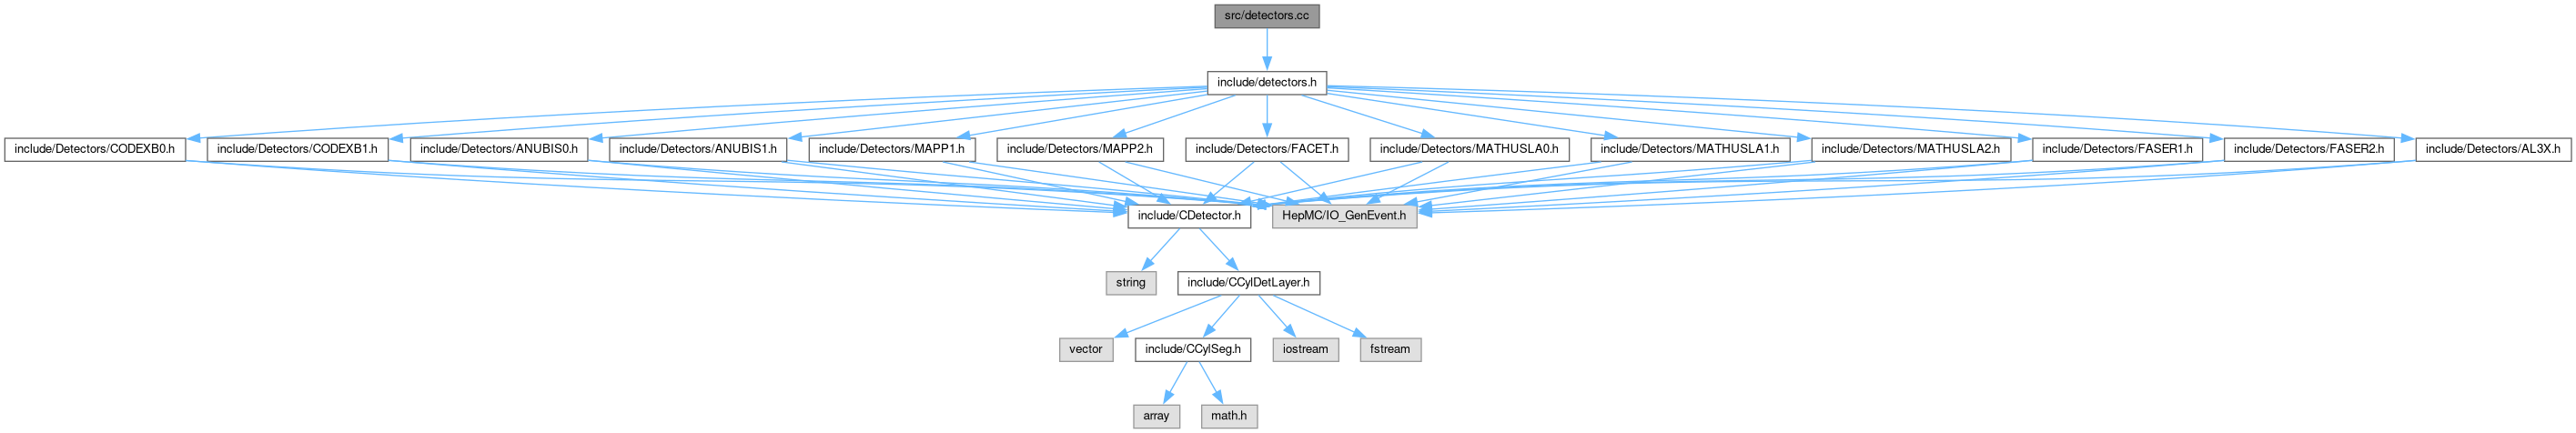 src/detectors.cc
include/detectors.h
include/Detectors/CODEXB0.h
include/Detectors/CODEXB1.h
include/Detectors/ANUBIS0.h
include/Detectors/ANUBIS1.h
include/Detectors/MAPP1.h
include/Detectors/MAPP2.h
include/Detectors/FACET.h
include/Detectors/MATHUSLA0.h
include/Detectors/MATHUSLA1.h
include/Detectors/MATHUSLA2.h
include/Detectors/FASER1.h
include/Detectors/FASER2.h
include/Detectors/AL3X.h
include/CDetector.h
HepMC/IO_GenEvent.h
string
include/CCylDetLayer.h
vector
include/CCylSeg.h
iostream
fstream
array
math.h